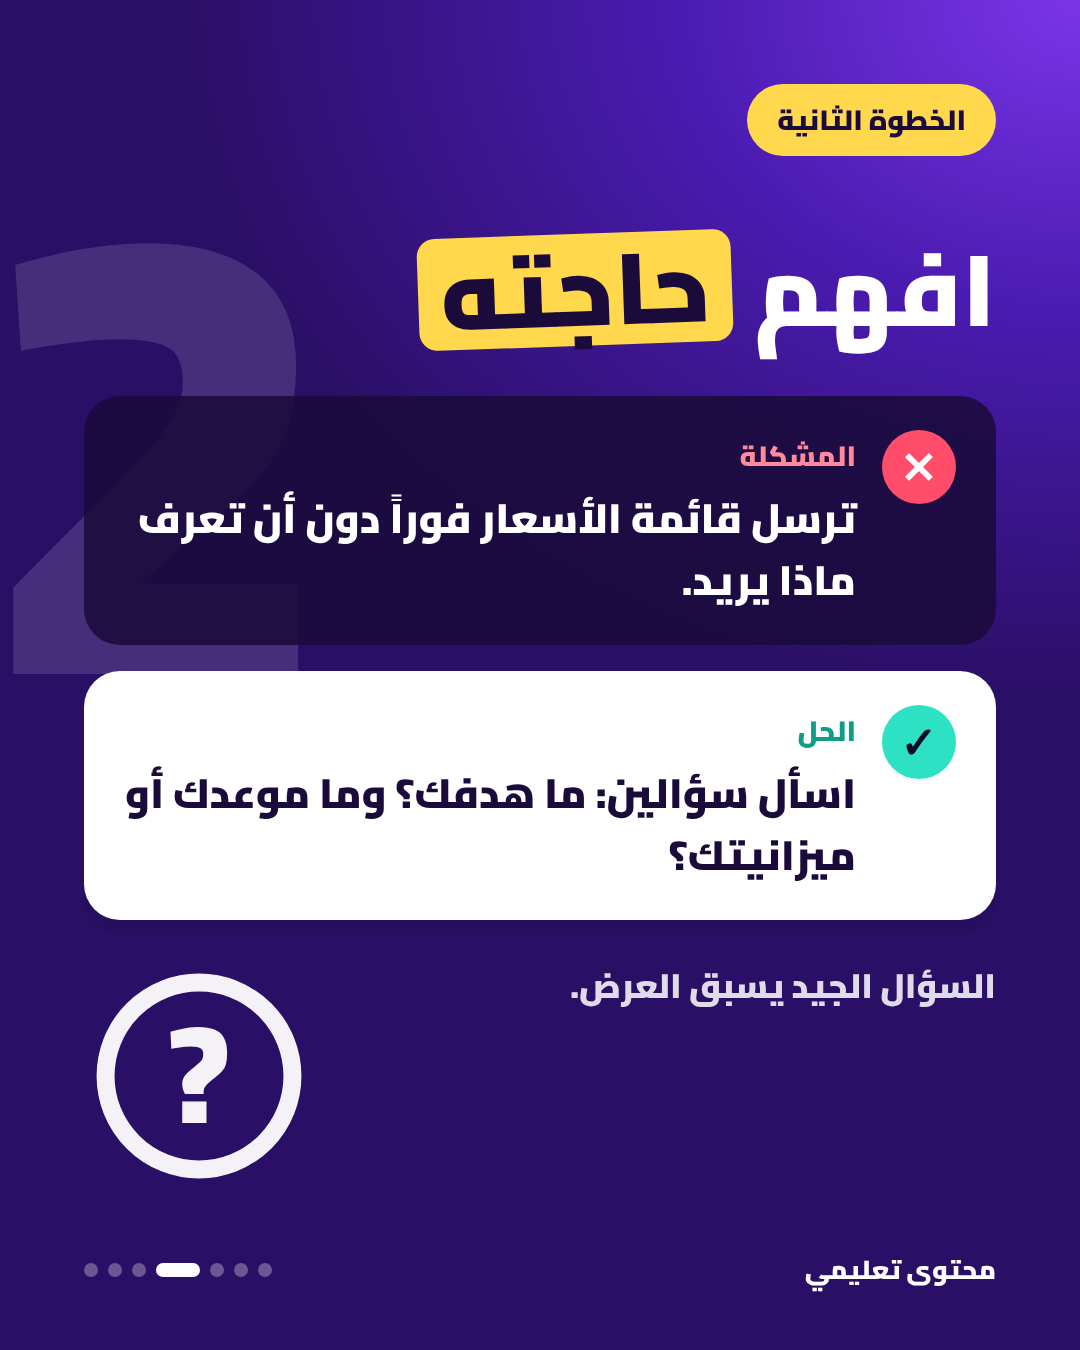 الخطوة الثانية
افهم حاجته
2
المشكلة
ترسل قائمة الأسعار فوراً دون أن تعرف
ماذا يريد.
الحل
اسأل سؤالين: ما هدفك؟ وما موعدك أو
ميزانيتك؟
السؤال الجيد يسبق العرض.
?
محتوى تعليمي